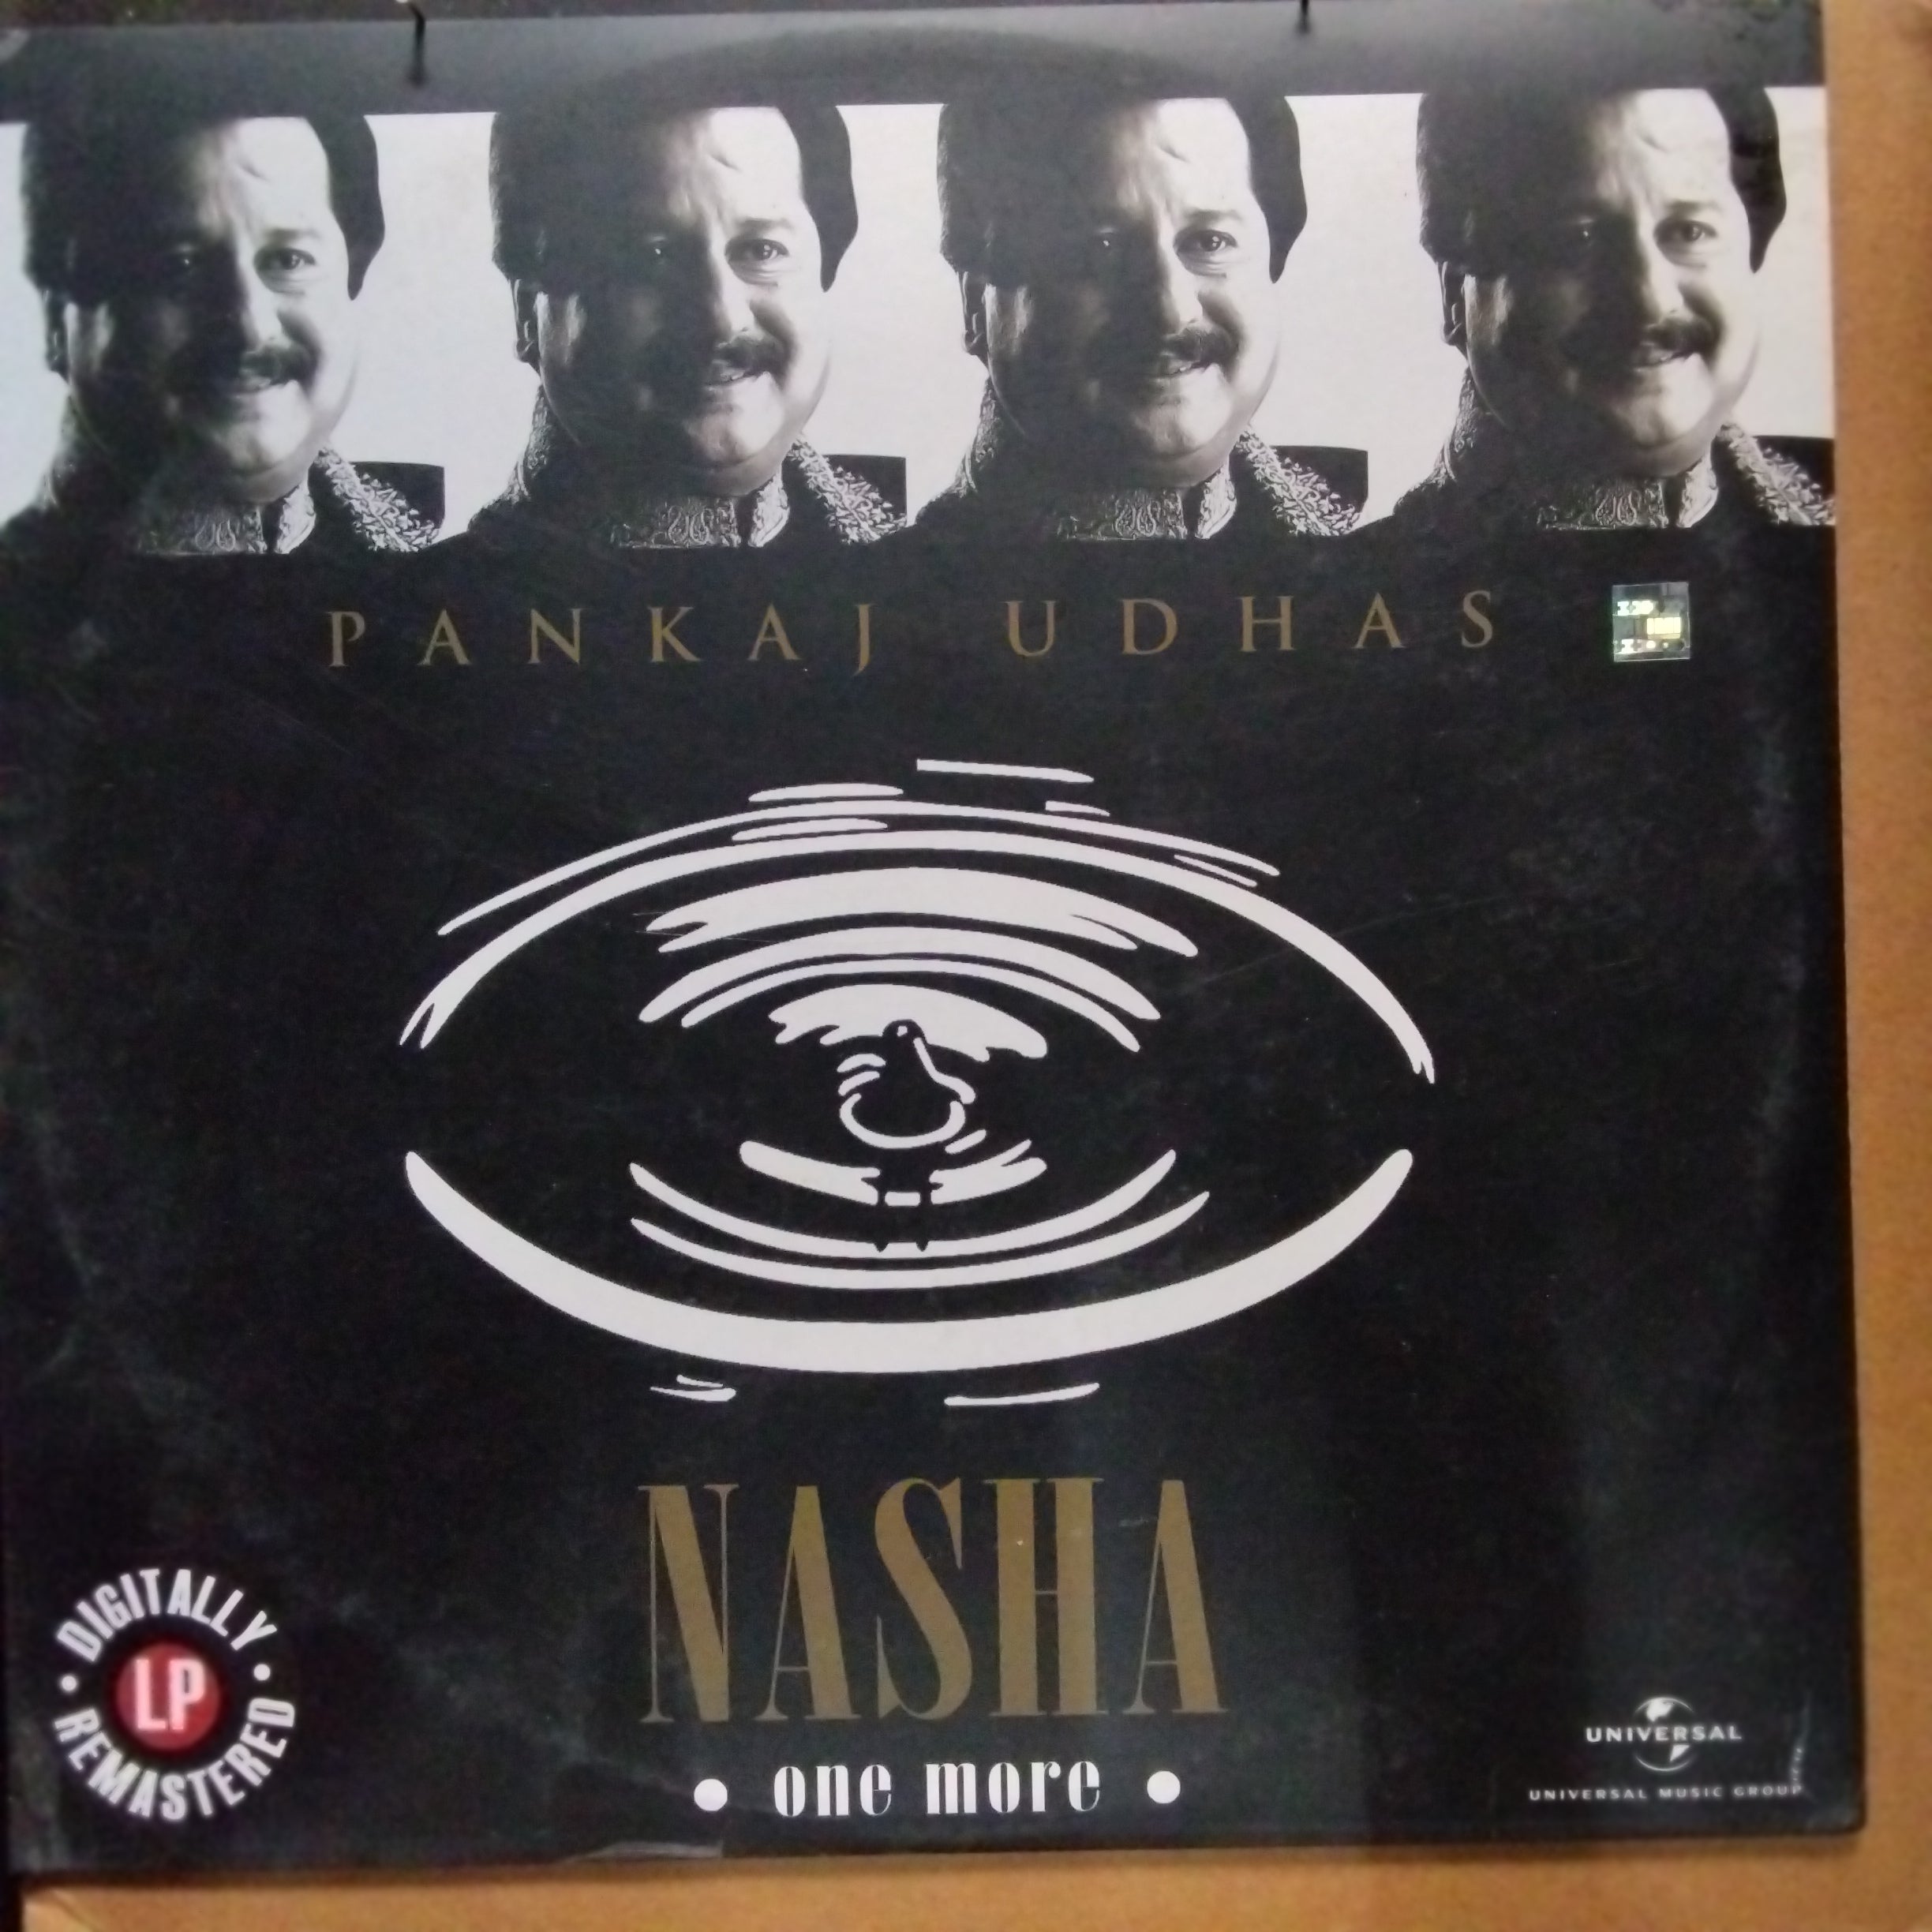 PANKAJ UDHAS
NASHA
• one more •
• DIGITALLY •
LP
REMASTERED
UNIVERSAL
UNIVERSAL MUSIC GROUP